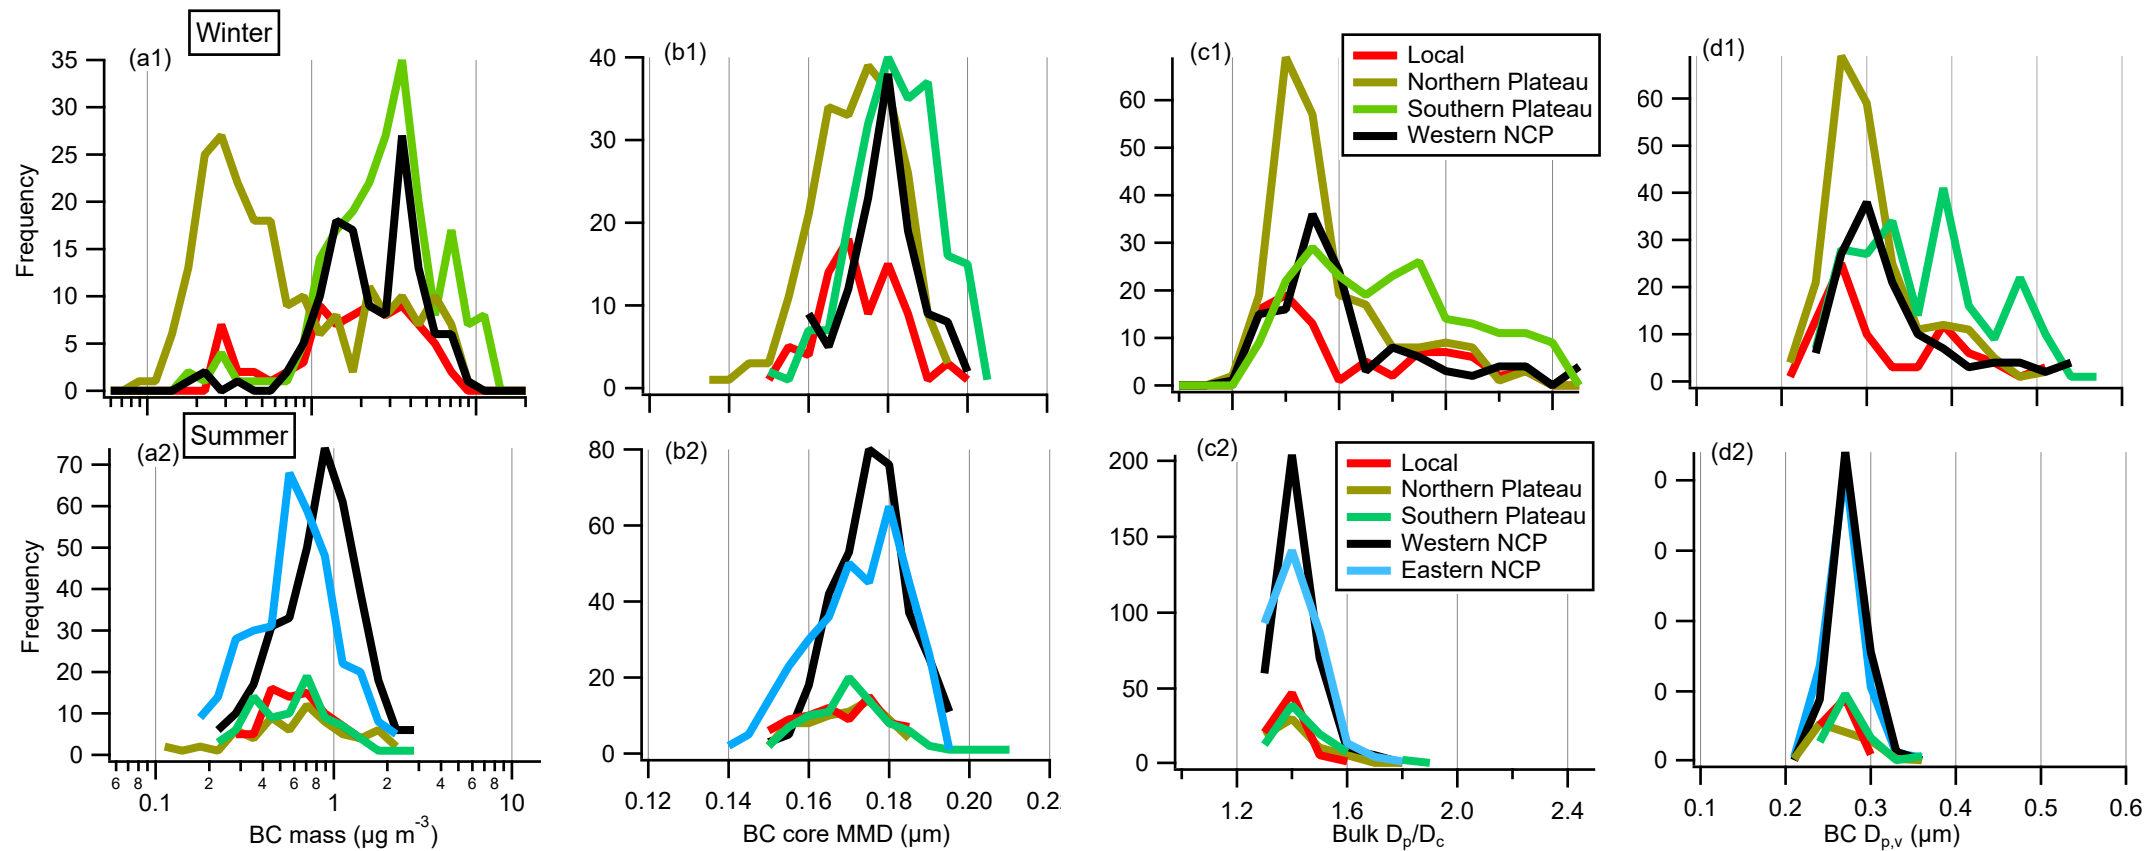 Winter
(a1)
35
30
25
20
15
10
5
0
Frequency
(b1)
40
30
20
10
0
(c1)
60
50
40
30
20
10
0
Local
Northern Plateau
Southern Plateau
Western NCP
(d1)
60
50
40
30
20
10
0
Summer
(a2)
70
60
50
40
30
20
10
0
Frequency
6 8 2 4 6 8 2 4 6 8
0.1 1 10
BC mass (µg m-3)
(b2)
80
60
40
20
0
0.12 0.14 0.16 0.18 0.20 0.2
BC core MMD (µm)
(c2)
200
150
100
50
0
Local
Northern Plateau
Southern Plateau
Western NCP
Eastern NCP
1.2 1.6 2.0 2.4
Bulk Dp/Dc
(d2)
0
0
0
0
0
0.1 0.2 0.3 0.4 0.5 0.6
BC Dp,v (µm)